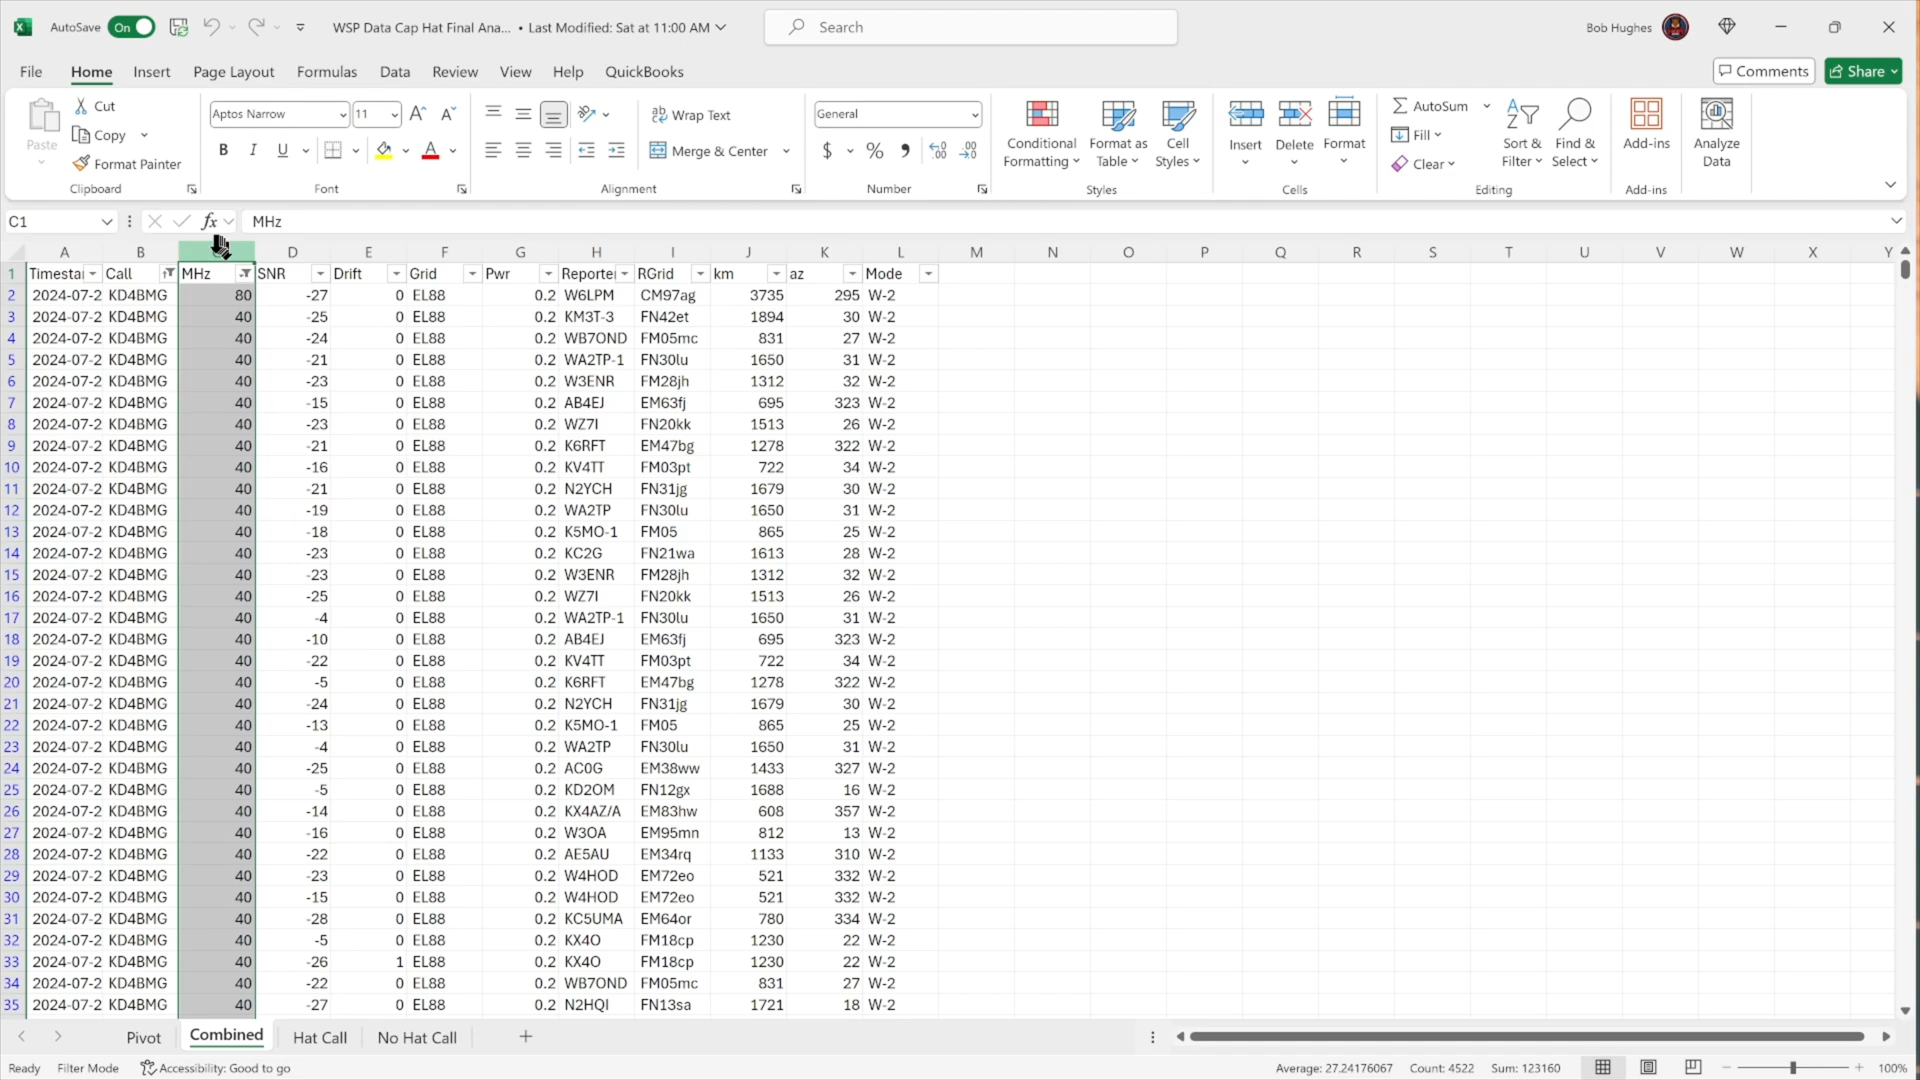 AutoSave On WSP Data Cap Hat Final Ana... • Last Modified: Sat at 11:00 AM Search Bob Hughes
File Home Insert Page Layout Formulas Data Review View Help QuickBooks Comments Share
Paste Cut Copy Format Painter Clipboard
Aptos Narrow 11 B I U A Font
Wrap Text Merge & Center Alignment
General $ % Number
Conditional Formatting Format as Table Cell Styles Styles
Insert Delete Format Cells
AutoSum Fill Clear Sort & Filter Find & Select Editing
Add-ins Add-ins Analyze Data
C1 fx MHz
A B D E F G H I J K L M N O P Q R S T U V W X Y
1 Timestar Call MHz SNR Drift Grid Pwr Reporter RGrid km az Mode
2 2024-07-2 KD4BMG 80 -27 0 EL88 0.2 W6LPM CM97ag 3735 295 W-2
3 2024-07-2 KD4BMG 40 -25 0 EL88 0.2 KM3T-3 FN42et 1894 30 W-2
4 2024-07-2 KD4BMG 40 -24 0 EL88 0.2 WB7OND FM05mc 831 27 W-2
5 2024-07-2 KD4BMG 40 -21 0 EL88 0.2 WA2TP-1 FN30lu 1650 31 W-2
6 2024-07-2 KD4BMG 40 -23 0 EL88 0.2 W3ENR FM28jh 1312 32 W-2
7 2024-07-2 KD4BMG 40 -15 0 EL88 0.2 AB4EJ EM63fj 695 323 W-2
8 2024-07-2 KD4BMG 40 -23 0 EL88 0.2 WZ7I FN20kk 1513 26 W-2
9 2024-07-2 KD4BMG 40 -21 0 EL88 0.2 K6RFT EM47bg 1278 322 W-2
10 2024-07-2 KD4BMG 40 -16 0 EL88 0.2 KV4TT FM03pt 722 34 W-2
11 2024-07-2 KD4BMG 40 -21 0 EL88 0.2 N2YCH FN31jg 1679 30 W-2
12 2024-07-2 KD4BMG 40 -19 0 EL88 0.2 WA2TP FN30lu 1650 31 W-2
13 2024-07-2 KD4BMG 40 -18 0 EL88 0.2 K5MO-1 FM05 865 25 W-2
14 2024-07-2 KD4BMG 40 -23 0 EL88 0.2 KC2G FN21wa 1613 28 W-2
15 2024-07-2 KD4BMG 40 -23 0 EL88 0.2 W3ENR FM28jh 1312 32 W-2
16 2024-07-2 KD4BMG 40 -25 0 EL88 0.2 WZ7I FN20kk 1513 26 W-2
17 2024-07-2 KD4BMG 40 -4 0 EL88 0.2 WA2TP-1 FN30lu 1650 31 W-2
18 2024-07-2 KD4BMG 40 -10 0 EL88 0.2 AB4EJ EM63fj 695 323 W-2
19 2024-07-2 KD4BMG 40 -22 0 EL88 0.2 KV4TT FM03pt 722 34 W-2
20 2024-07-2 KD4BMG 40 -5 0 EL88 0.2 K6RFT EM47bg 1278 322 W-2
21 2024-07-2 KD4BMG 40 -24 0 EL88 0.2 N2YCH FN31jg 1679 30 W-2
22 2024-07-2 KD4BMG 40 -13 0 EL88 0.2 K5MO-1 FM05 865 25 W-2
23 2024-07-2 KD4BMG 40 -4 0 EL88 0.2 WA2TP FN30lu 1650 31 W-2
24 2024-07-2 KD4BMG 40 -25 0 EL88 0.2 AC0G EM38ww 1433 327 W-2
25 2024-07-2 KD4BMG 40 -5 0 EL88 0.2 KD2OM FN12gx 1688 16 W-2
26 2024-07-2 KD4BMG 40 -14 0 EL88 0.2 KX4AZ/A EM83hw 608 357 W-2
27 2024-07-2 KD4BMG 40 -16 0 EL88 0.2 W3OA EM95mn 812 13 W-2
28 2024-07-2 KD4BMG 40 -22 0 EL88 0.2 AE5AU EM34rq 1133 310 W-2
29 2024-07-2 KD4BMG 40 -23 0 EL88 0.2 W4HOD EM72eo 521 332 W-2
30 2024-07-2 KD4BMG 40 -15 0 EL88 0.2 W4HOD EM72eo 521 332 W-2
31 2024-07-2 KD4BMG 40 -28 0 EL88 0.2 KC5UMA EM64or 780 334 W-2
32 2024-07-2 KD4BMG 40 -5 0 EL88 0.2 KX4O FM18cp 1230 22 W-2
33 2024-07-2 KD4BMG 40 -26 1 EL88 0.2 KX4O FM18cp 1230 22 W-2
34 2024-07-2 KD4BMG 40 -22 0 EL88 0.2 WB7OND FM05mc 831 27 W-2
35 2024-07-2 KD4BMG 40 -27 0 EL88 0.2 N2HQI FN13sa 1721 18 W-2
Pivot Combined Hat Call No Hat Call
Ready Filter Mode Accessibility: Good to go Average: 27.24176067 Count: 4522 Sum: 123160 100%